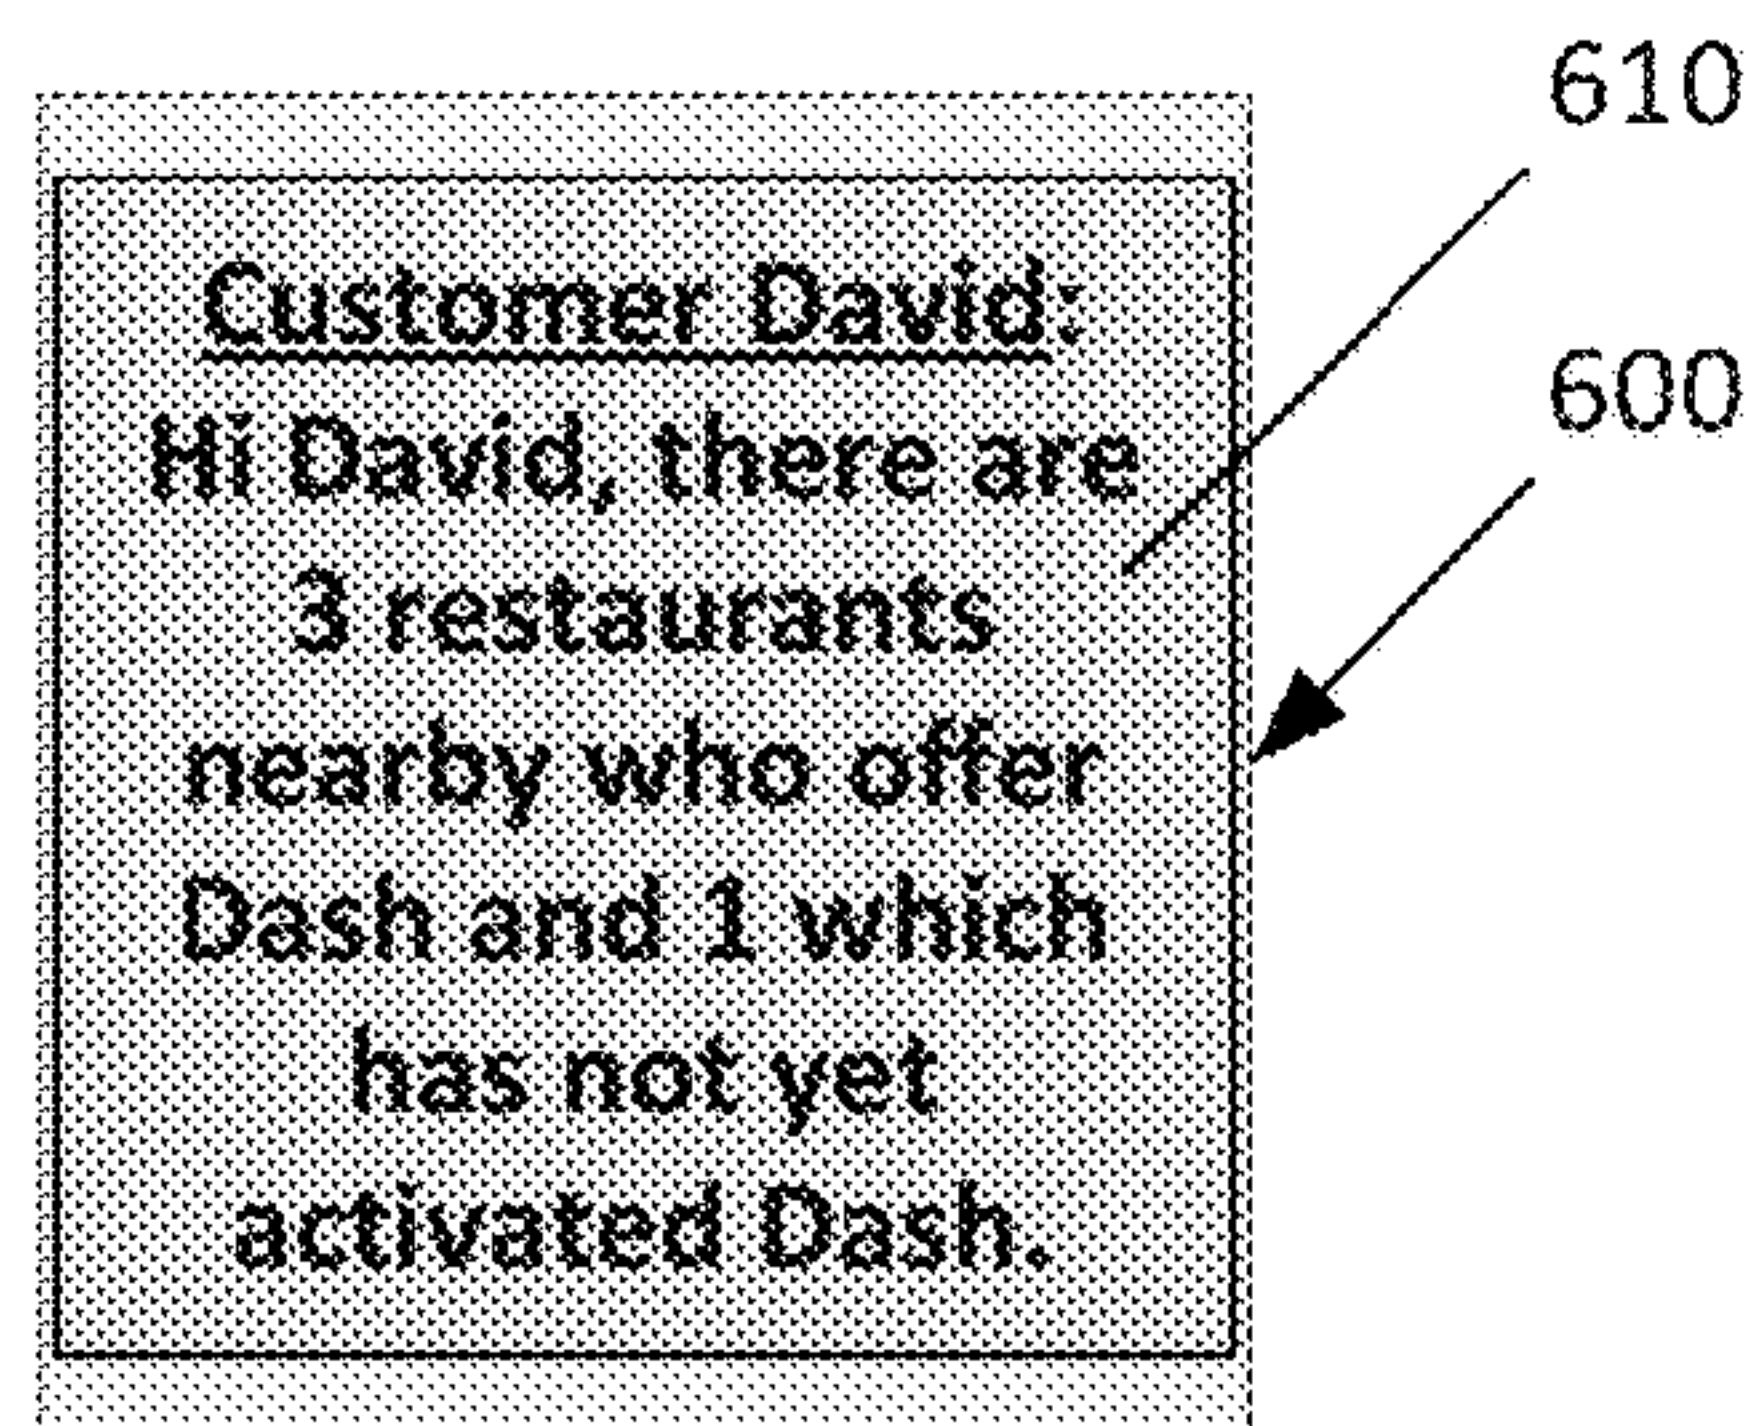 610
600
Customer David:
Hi David, there are
3 restaurants
nearby who offer
Dash and 1 which
has not yet
activated Dash.